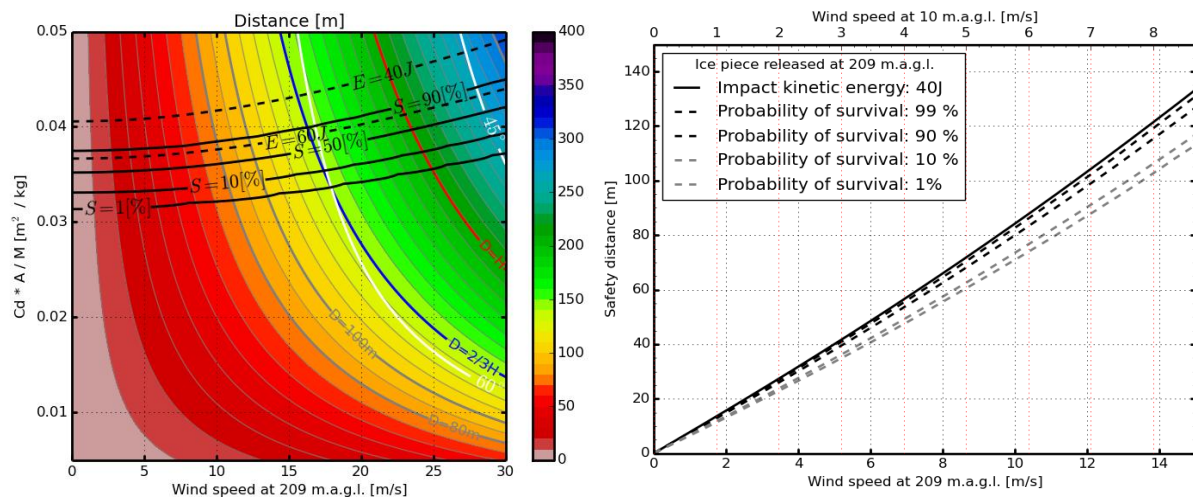 Distance [m]
0.05
0.04
0.03
0.02
0.01
Cd * A / M [m² / kg]
E=40J
S=90[%]
E=60J
S=50[%]
S=10[%]
S=1[%]
45
D=H
D=100m
D=2/3H
60
D=80m
0 5 10 15 20 25 30
Wind speed at 209 m.a.g.l. [m/s]
400
350
300
250
200
150
100
50
0
Wind speed at 10 m.a.g.l. [m/s]
0 1 2 3 4 5 6 7 8
Ice piece released at 209 m.a.g.l.
Impact kinetic energy: 40J
Probability of survival: 99 %
Probability of survival: 90 %
Probability of survival: 10 %
Probability of survival: 1%
Safety distance [m]
140
120
100
80
60
40
20
0
0 2 4 6 8 10 12 14
Wind speed at 209 m.a.g.l. [m/s]